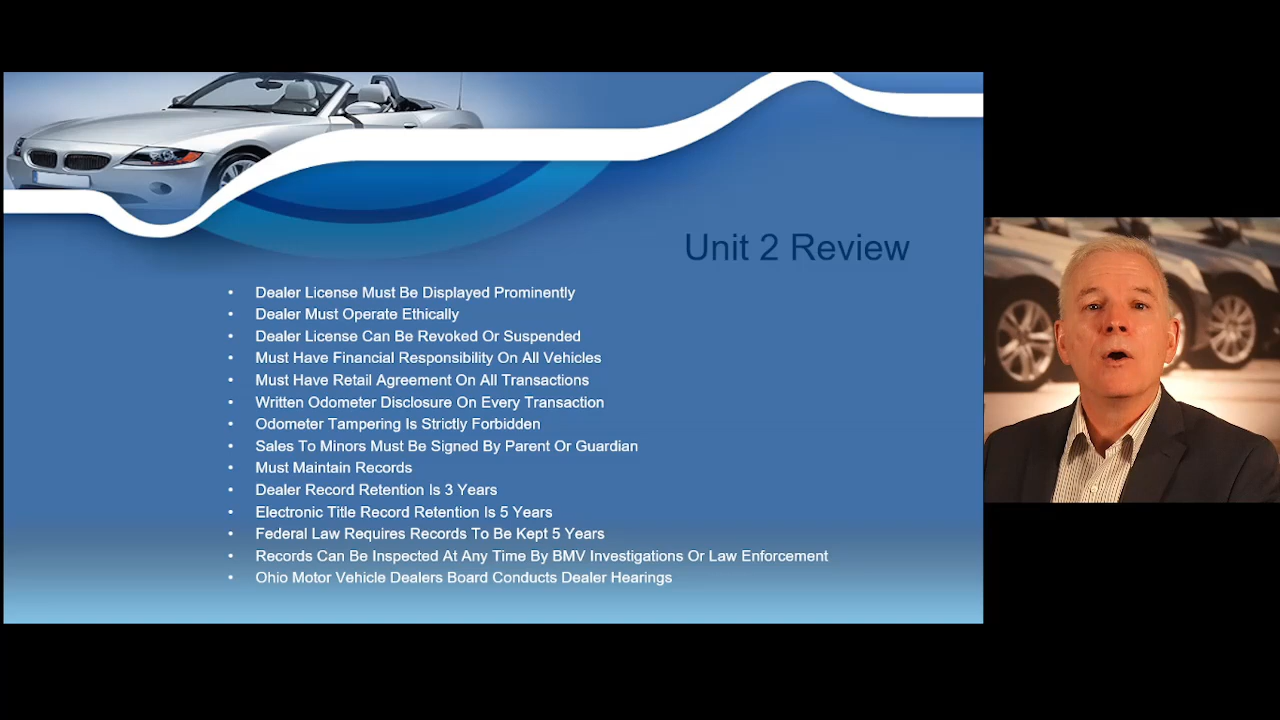 Unit 2 Review
• Dealer License Must Be Displayed Prominently
• Dealer Must Operate Ethically
• Dealer License Can Be Revoked Or Suspended
• Must Have Financial Responsibility On All Vehicles
• Must Have Retail Agreement On All Transactions
• Written Odometer Disclosure On Every Transaction
• Odometer Tampering Is Strictly Forbidden
• Sales To Minors Must Be Signed By Parent Or Guardian
• Must Maintain Records
• Dealer Record Retention Is 3 Years
• Electronic Title Record Retention Is 5 Years
• Federal Law Requires Records To Be Kept 5 Years
• Records Can Be Inspected At Any Time By BMV Investigations Or Law Enforcement
• Ohio Motor Vehicle Dealers Board Conducts Dealer Hearings